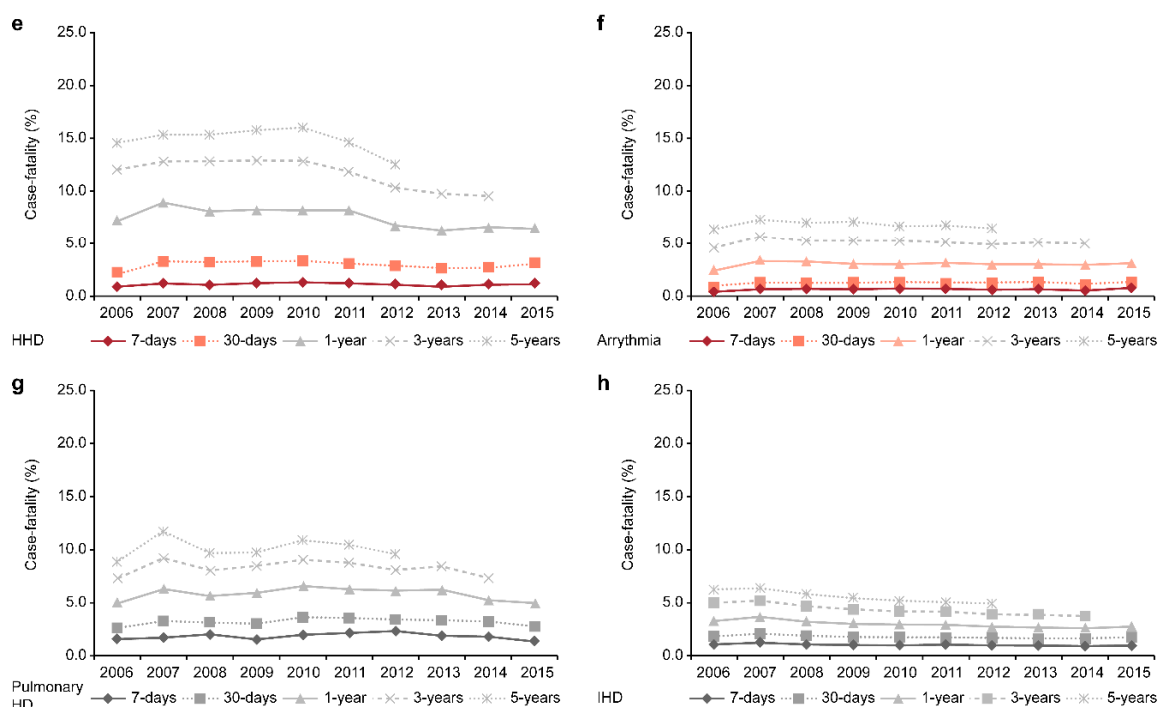 e
25.0
20.0
15.0
10.0
5.0
0.0
Case-fatality (%)
2006 2007 2008 2009 2010 2011 2012 2013 2014 2015
HHD 7-days 30-days 1-year 3-years 5-years
f
25.0
20.0
15.0
10.0
5.0
0.0
Case-fatality (%)
2006 2007 2008 2009 2010 2011 2012 2013 2014 2015
Arrythmia 7-days 30-days 1-year 3-years 5-years
g
25.0
20.0
15.0
10.0
5.0
0.0
Case-fatality (%)
2006 2007 2008 2009 2010 2011 2012 2013 2014 2015
Pulmonary 7-days 30-days 1-year 3-years 5-years
HD
h
25.0
20.0
15.0
10.0
5.0
0.0
Case-fatality (%)
2006 2007 2008 2009 2010 2011 2012 2013 2014 2015
IHD 7-days 30-days 1-year 3-years 5-years